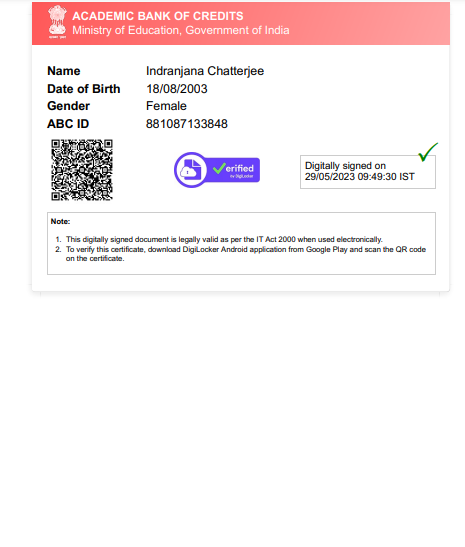 ACADEMIC BANK OF CREDITS
Ministry of Education, Government of India
Name Indranjana Chatterjee
Date of Birth 18/08/2003
Gender Female
ABC ID 881087133848
Verified
by DigiLocker
Digitally signed on
29/05/2023 09:49:30 IST
Note:
1. This digitally signed document is legally valid as per the IT Act 2000 when used electronically.
2. To verify this certificate, download DigiLocker Android application from Google Play and scan the QR code
on the certificate.